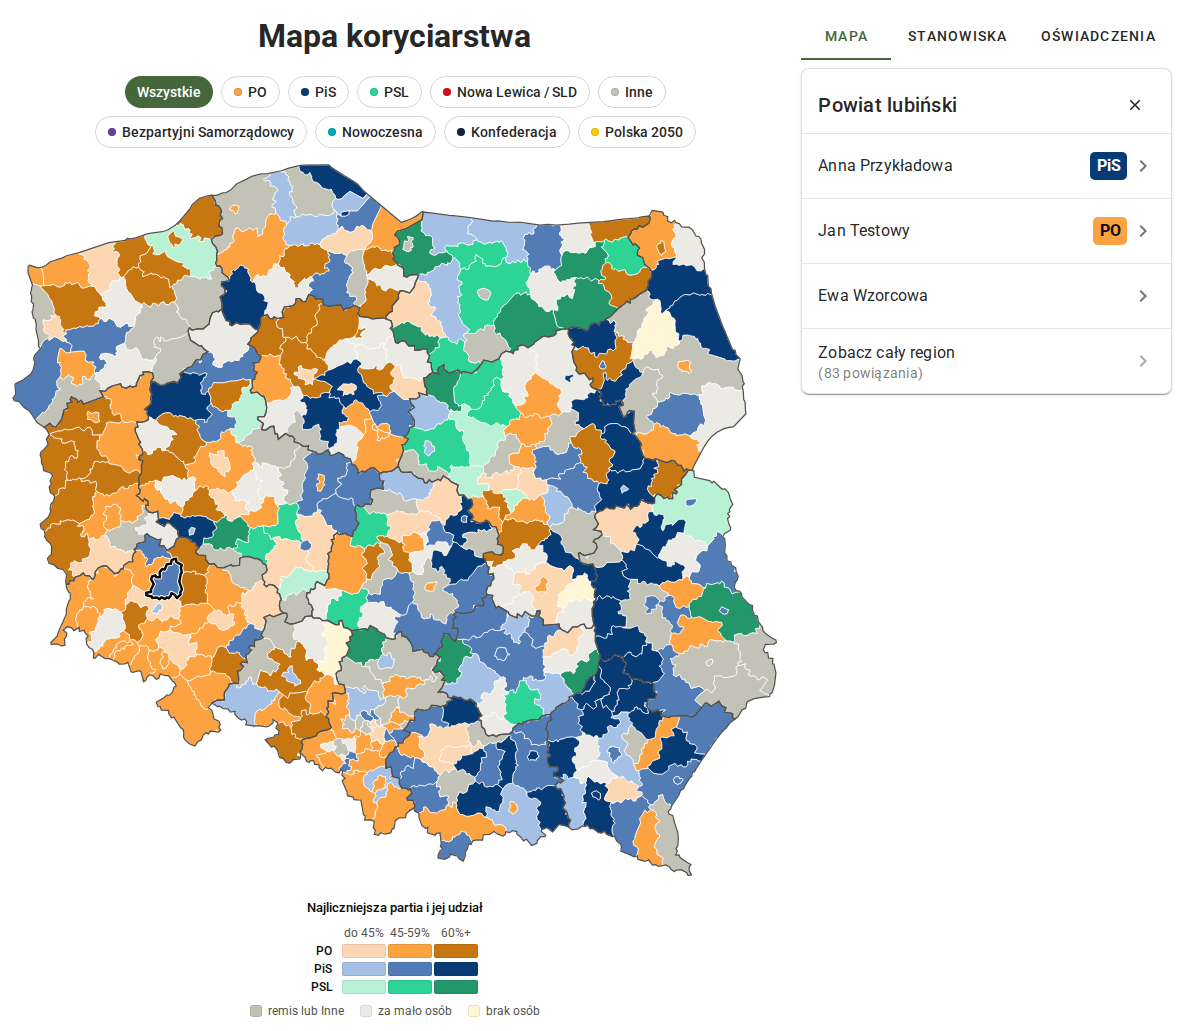 Mapa koryciarstwa
Wszystkie PO PiS PSL Nowa Lewica / SLD Inne
Bezpartyjni Samorządowcy Nowoczesna Konfederacja Polska 2050
MAPA STANOWISKA OŚWIADCZENIA
Powiat lubiński
Anna Przykładowa PiS
Jan Testowy PO
Ewa Wzorcowa
Zobacz cały region
(83 powiązania)
Najliczniejsza partia i jej udział
do 45% 45-59% 60%+
PO
PiS
PSL
remis lub Inne za mało osób brak osób